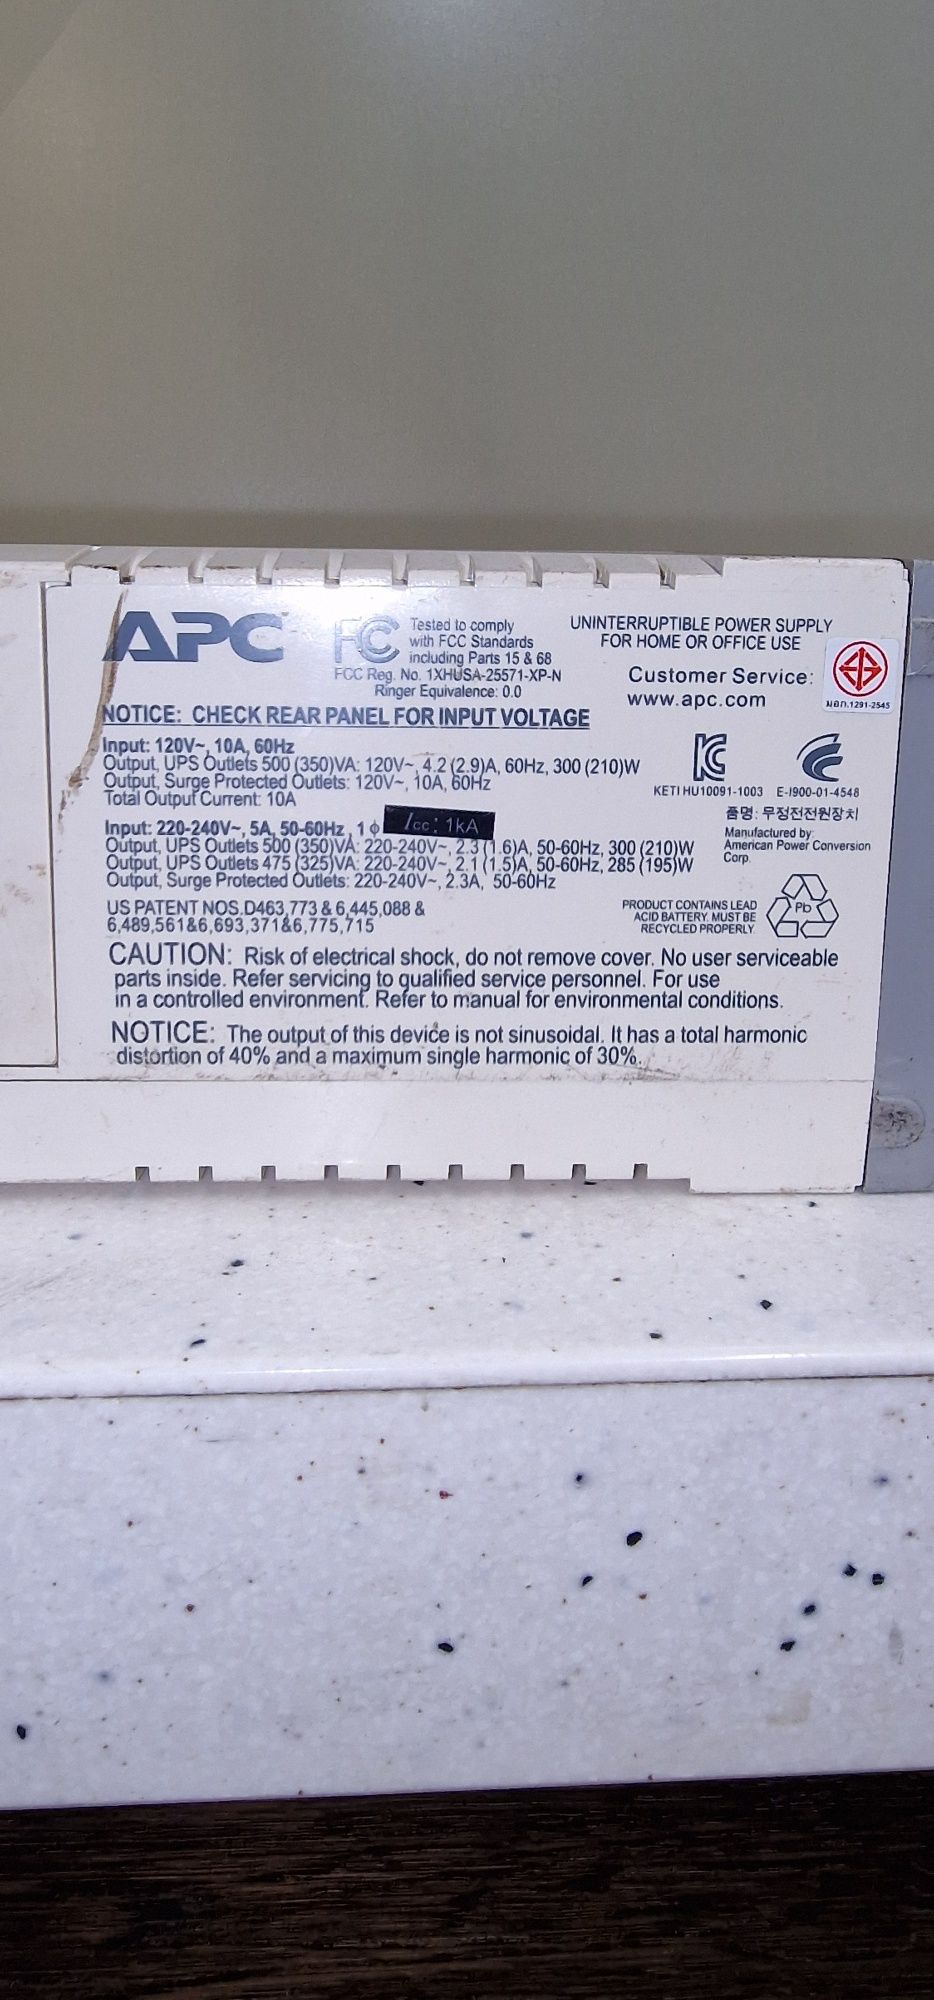 APC
FC
Tested to comply
with FCC Standards
including Parts 15 & 68
FCC Reg. No. 1XHUSA-25571-XP-N
Ringer Equivalence: 0.0
UNINTERRUPTIBLE POWER SUPPLY
FOR HOME OR OFFICE USE
Customer Service:
www.apc.com
มอก.1291-2545
NOTICE: CHECK REAR PANEL FOR INPUT VOLTAGE
Input: 120V~, 10A, 60Hz
Output, UPS Outlets 500 (350)VA: 120V~, 4.2 (2.9)A, 60Hz, 300 (210)W
Output, Surge Protected Outlets: 120V~, 10A, 60Hz
Total Output Current: 10A
KETI HU10091-1003 E-I900-01-4548
품명: 무정전전원장치
Manufactured by:
American Power Conversion
Corp.
Input: 220-240V~, 5A, 50-60Hz, 1 ϕ Icc: 1kA
Output, UPS Outlets 500 (350)VA: 220-240V~, 2.3 (1.6)A, 50-60Hz, 300 (210)W
Output, UPS Outlets 475 (325)VA: 220-240V~, 2.1 (1.5)A, 50-60Hz, 285 (195)W
Output, Surge Protected Outlets: 220-240V~, 2.3A, 50-60Hz
US PATENT NOS.D463,773 & 6,445,088 &
6,489,561&6,693,371&6,775,715
PRODUCT CONTAINS LEAD
ACID BATTERY. MUST BE
RECYCLED PROPERLY.
Pb
CAUTION: Risk of electrical shock, do not remove cover. No user serviceable
parts inside. Refer servicing to qualified service personnel. For use
in a controlled environment. Refer to manual for environmental conditions.
NOTICE: The output of this device is not sinusoidal. It has a total harmonic
distortion of 40% and a maximum single harmonic of 30%.